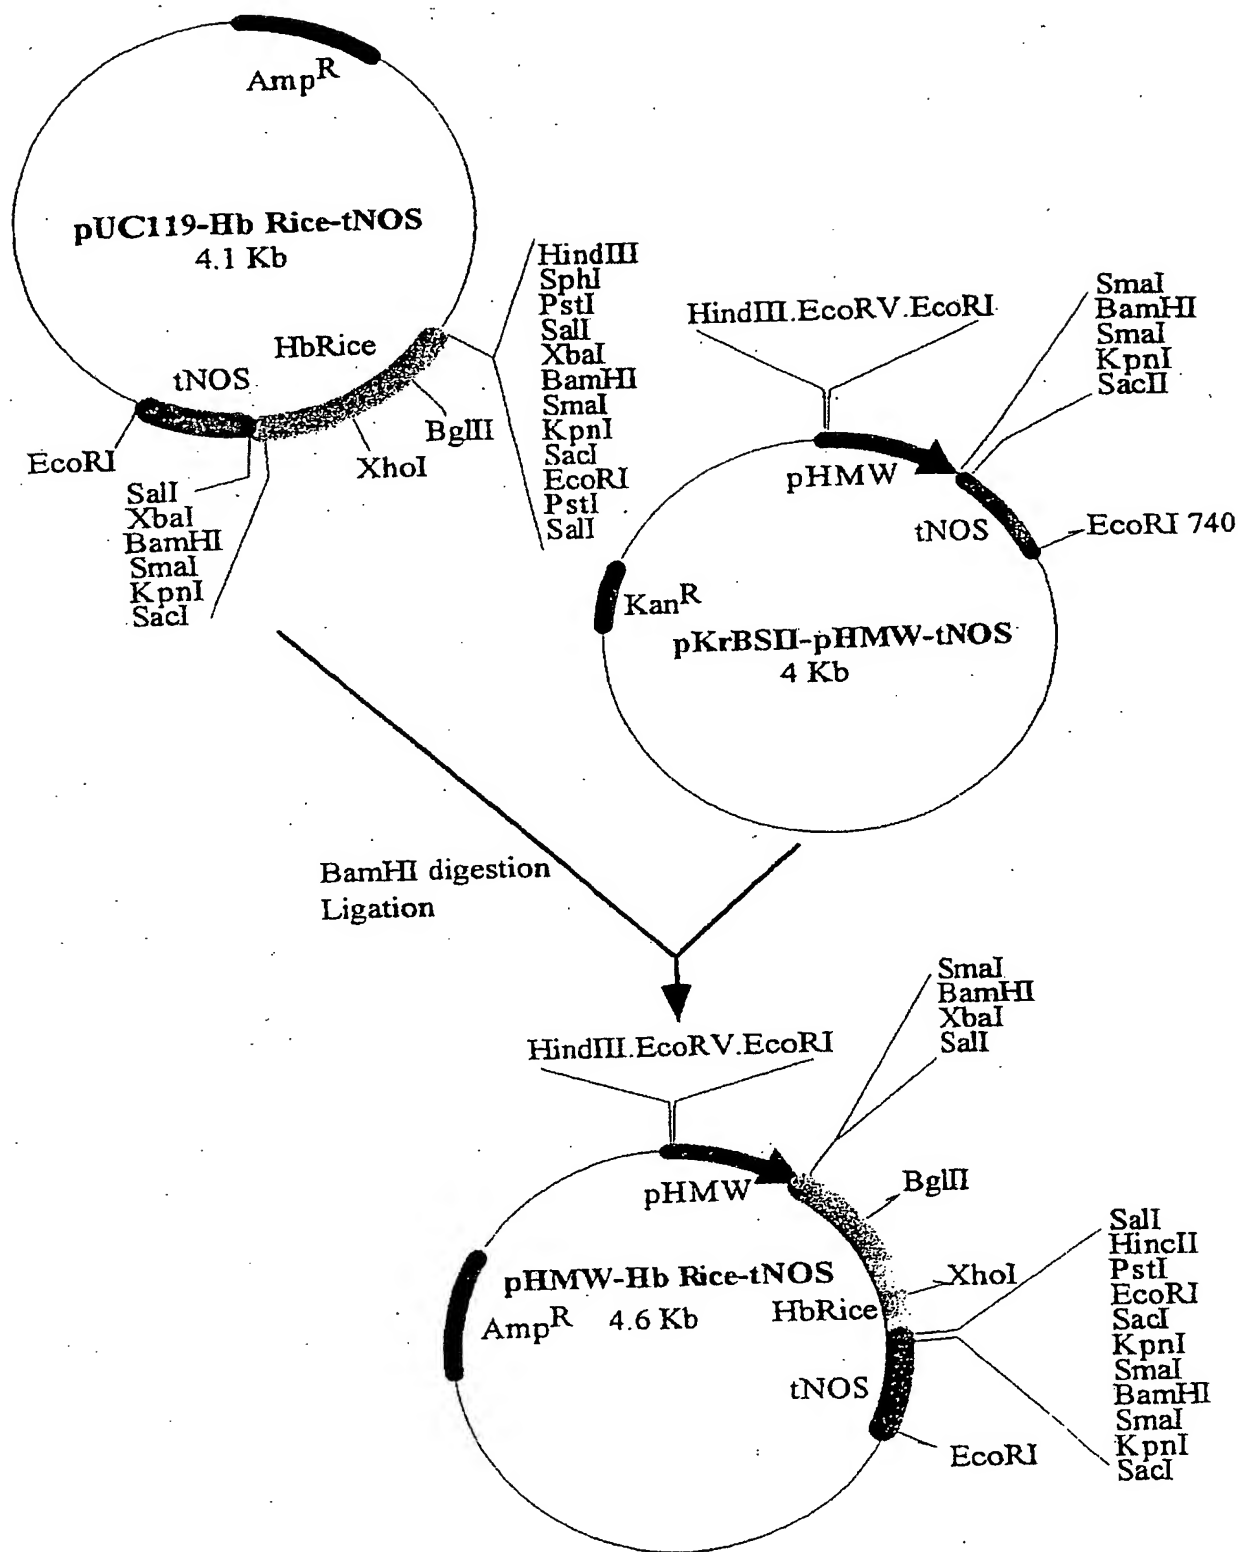 AmpR
pUC119-Hb Rice-tNOS
4.1 Kb
HbRice
tNOS
EcoRI
BglII
XhoI
SalI
XbaI
BamHI
SmaI
KpnI
SacI
HindIII
SphI
PstI
SalI
XbaI
BamHI
SmaI
KpnI
SacI
EcoRI
PstI
SalI
HindIII.EcoRV.EcoRI
SmaI
BamHI
SmaI
KpnI
SacII
pHMW
tNOS
EcoRI 740
KanR
pKrBSII-pHMW-tNOS
4 Kb
BamHI digestion
Ligation
HindIII.EcoRV.EcoRI
SmaI
BamHI
XbaI
SalI
pHMW
BglII
XhoI
pHMW-Hb Rice-tNOS
HbRice
AmpR 4.6 Kb
tNOS
EcoRI
SalI
HincII
PstI
EcoRI
SacI
KpnI
SmaI
BamHI
SmaI
KpnI
SacI